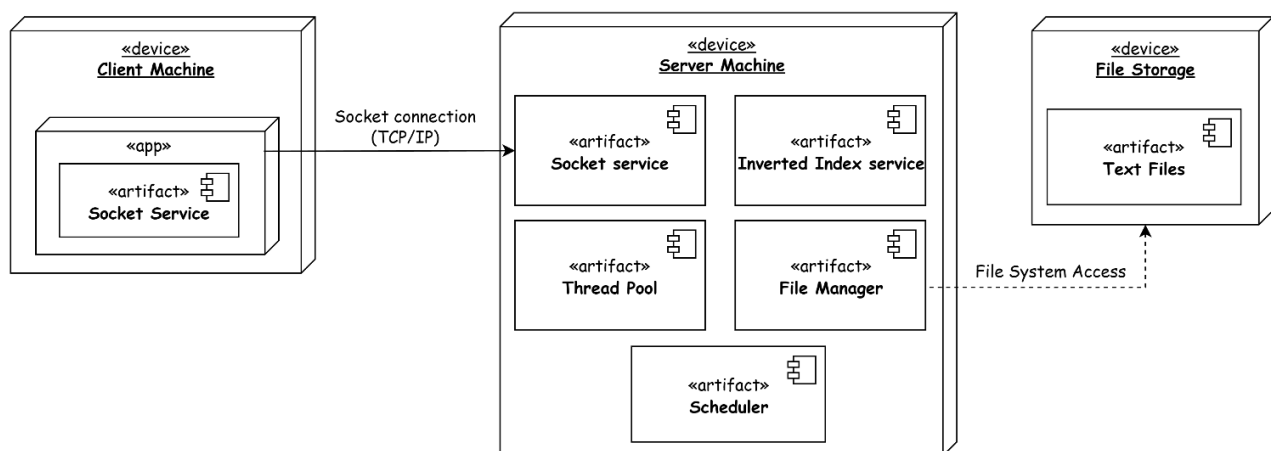 «device»
Client Machine
«app»
«artifact»
Socket Service
Socket connection
(TCP/IP)
«device»
Server Machine
«artifact»
Socket service
«artifact»
Inverted Index service
«artifact»
Thread Pool
«artifact»
File Manager
«artifact»
Scheduler
File System Access
«device»
File Storage
«artifact»
Text Files